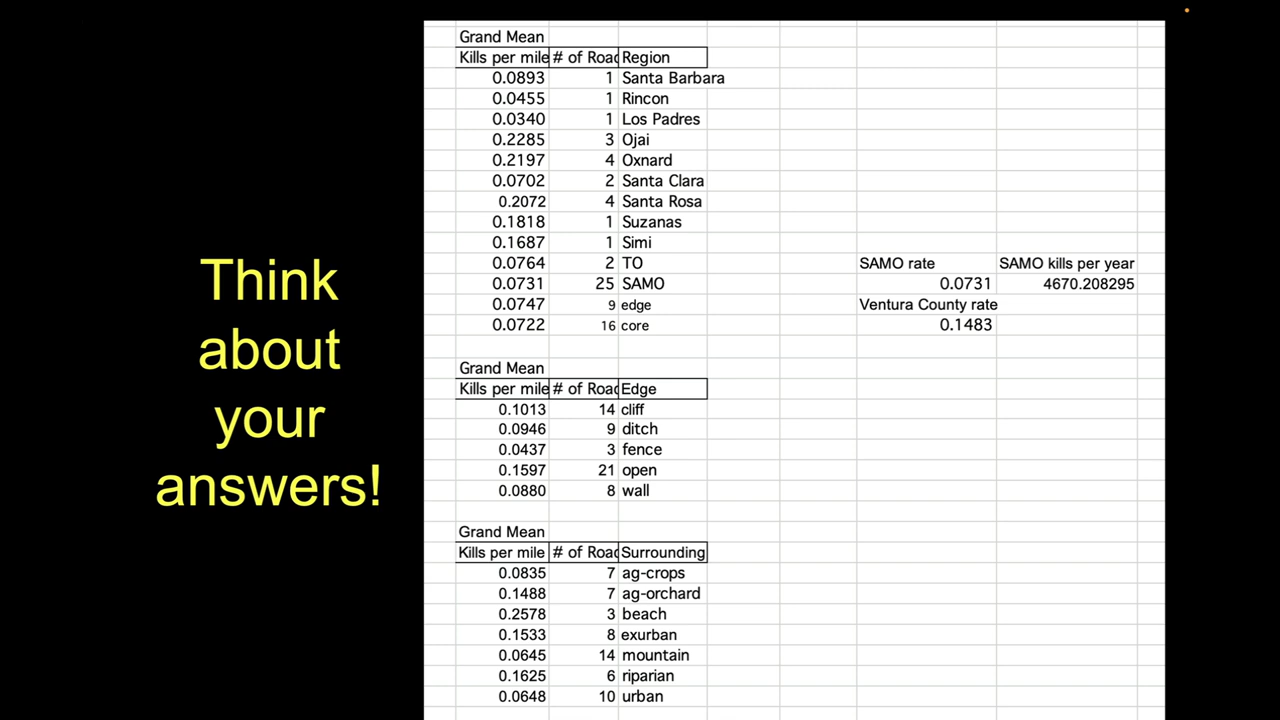 Think
about
your
answers!
Grand Mean
Kills per mile # of Road Region
0.0893 1 Santa Barbara
0.0455 1 Rincon
0.0340 1 Los Padres
0.2285 3 Ojai
0.2197 4 Oxnard
0.0702 2 Santa Clara
0.2072 4 Santa Rosa
0.1818 1 Suzanas
0.1687 1 Simi
0.0764 2 TO SAMO rate SAMO kills per year
0.0731 25 SAMO 0.0731 4670.208295
0.0747 9 edge Ventura County rate
0.0722 16 core 0.1483
Grand Mean
Kills per mile # of Road Edge
0.1013 14 cliff
0.0946 9 ditch
0.0437 3 fence
0.1597 21 open
0.0880 8 wall
Grand Mean
Kills per mile # of Road Surrounding
0.0835 7 ag-crops
0.1488 7 ag-orchard
0.2578 3 beach
0.1533 8 exurban
0.0645 14 mountain
0.1625 6 riparian
0.0648 10 urban